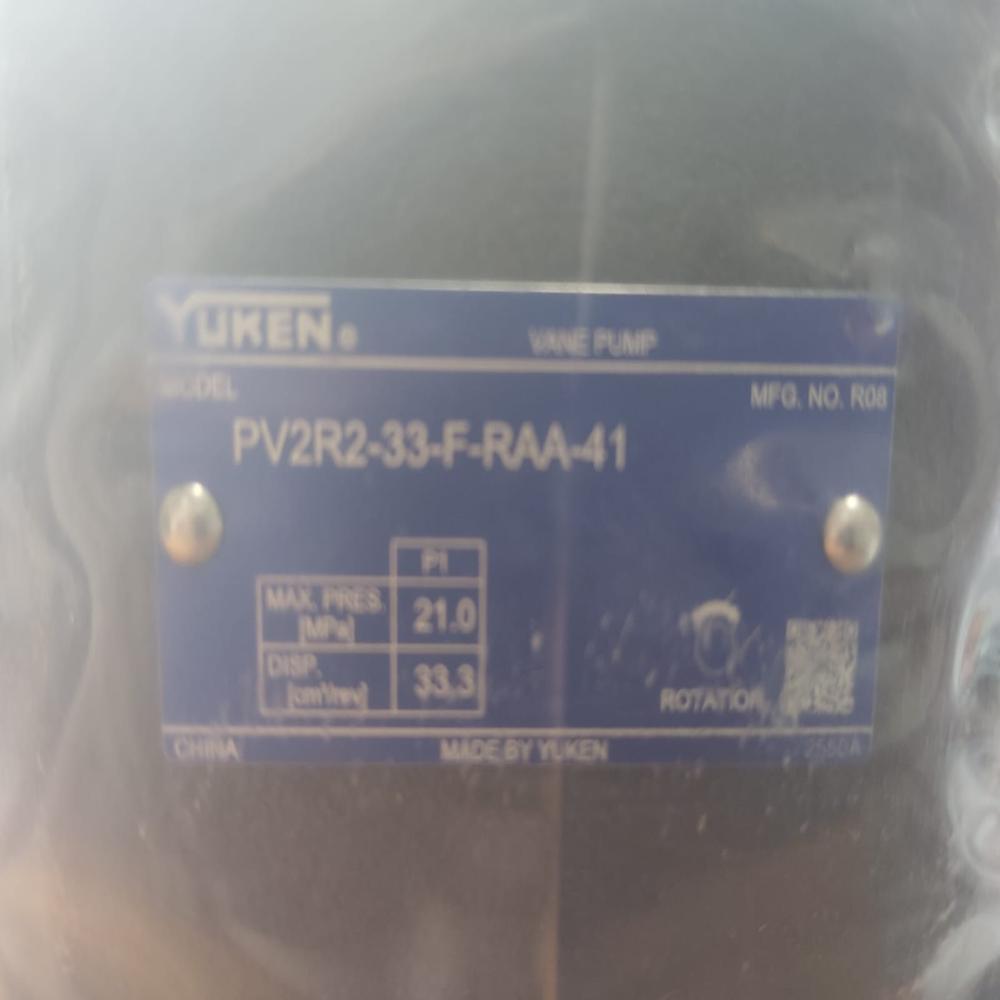 YUKEN®
VANE PUMP
MODEL
MFG. NO. R08
PV2R2-33-F-RAA-41
P1
MAX. PRES. [MPa] 21.0
DISP. [cm³/rev] 33.3
ROTATION
CHINA
MADE BY YUKEN